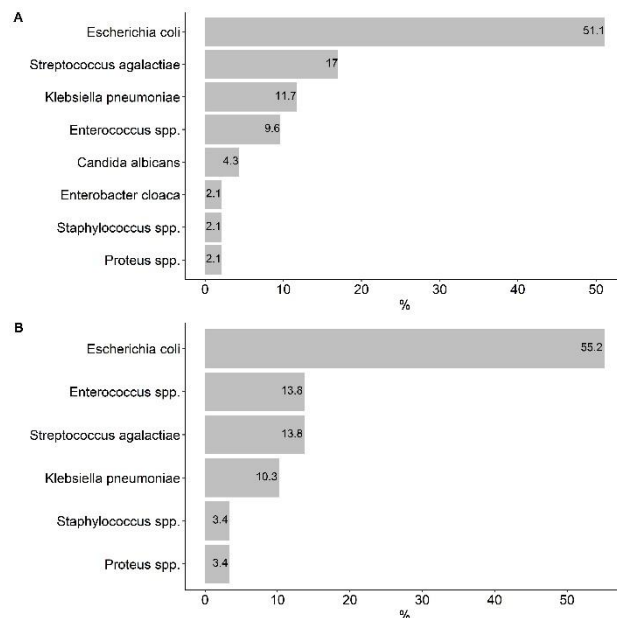 A
Escherichia coli 51.1
Streptococcus agalactiae 17
Klebsiella pneumoniae 11.7
Enterococcus spp. 9.6
Candida albicans 4.3
Enterobacter cloaca 2.1
Staphylococcus spp. 2.1
Proteus spp. 2.1
0 10 20 30 40 50
%
B
Escherichia coli 55.2
Enterococcus spp. 13.8
Streptococcus agalactiae 13.8
Klebsiella pneumoniae 10.3
Staphylococcus spp. 3.4
Proteus spp. 3.4
0 10 20 30 40 50
%